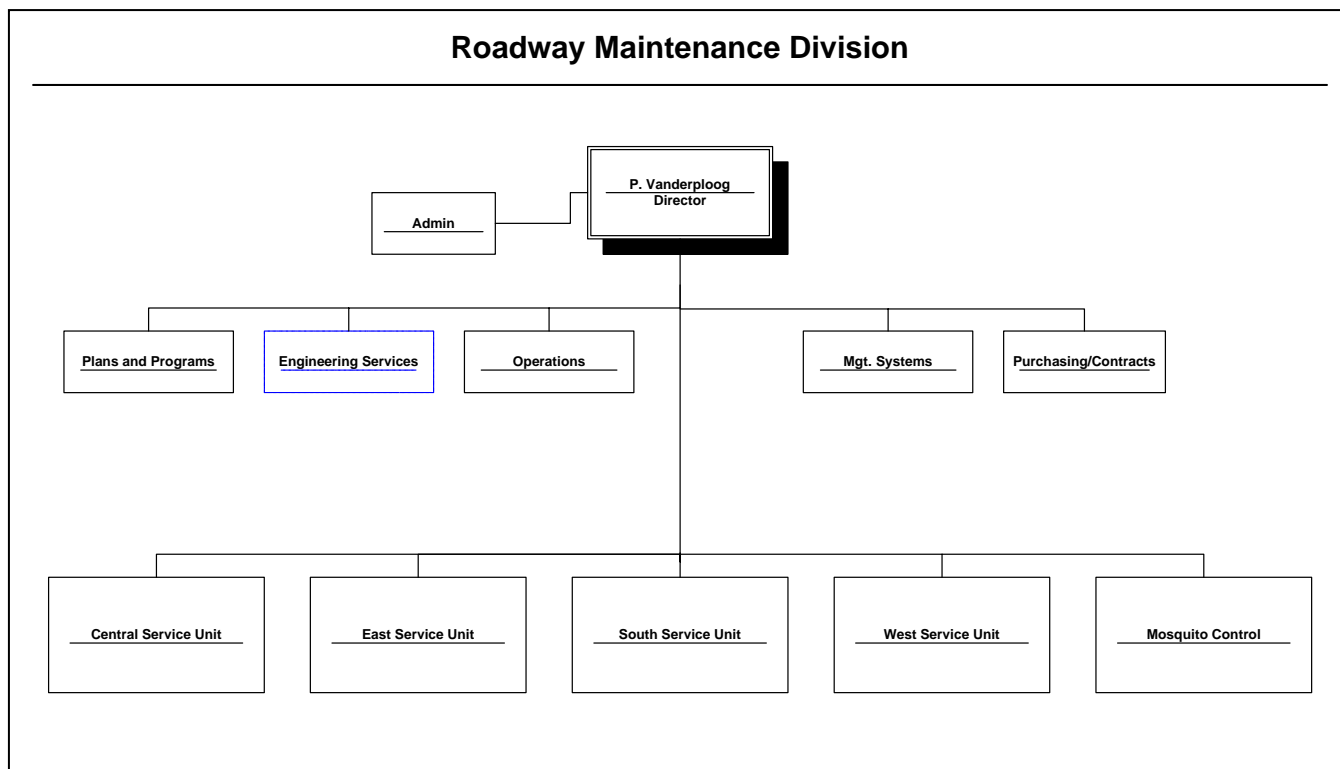 Roadway Maintenance Division
P. Vanderploog
Director
Admin
Plans and Programs
Engineering Services
Operations
Mgt. Systems
Purchasing/Contracts
Central Service Unit
East Service Unit
South Service Unit
West Service Unit
Mosquito Control